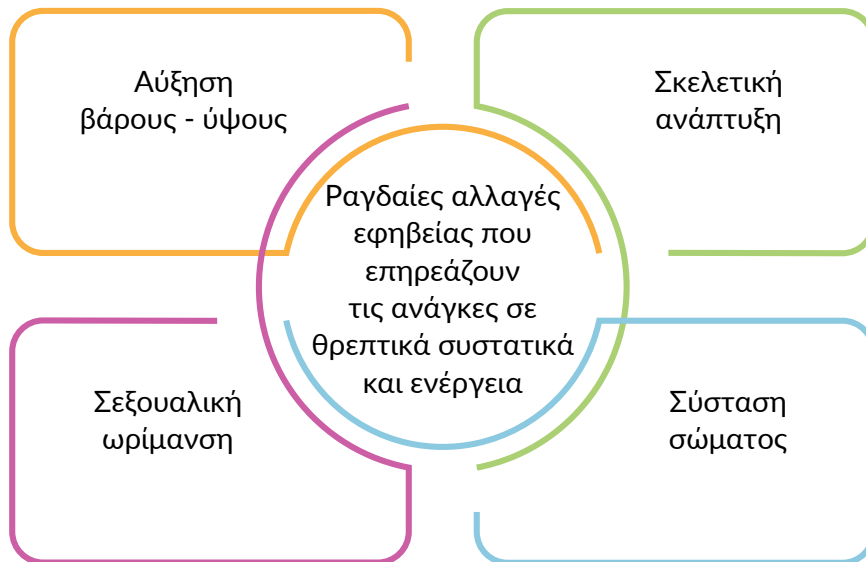 Αύξηση
βάρους - ύψους
Σκελετική
ανάπτυξη
Ραγδαίες αλλαγές
εφηβείας που
επηρεάζουν
τις ανάγκες σε
θρεπτικά συστατικά
και ενέργεια
Σεξουαλική
ωρίμανση
Σύσταση
σώματος